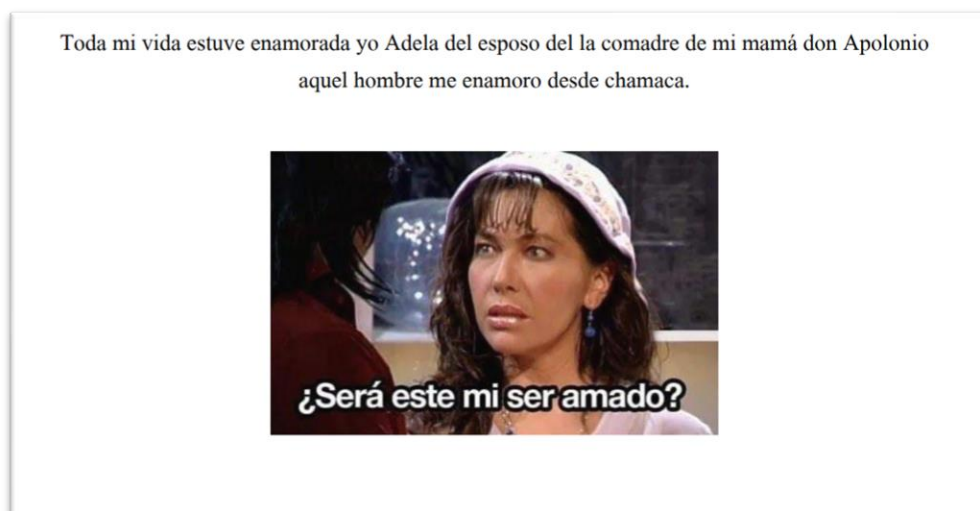 Toda mi vida estuve enamorada yo Adela del esposo del la comadre de mi mamá don Apolonio
aquel hombre me enamoro desde chamaca.
¿Será este mi ser amado?